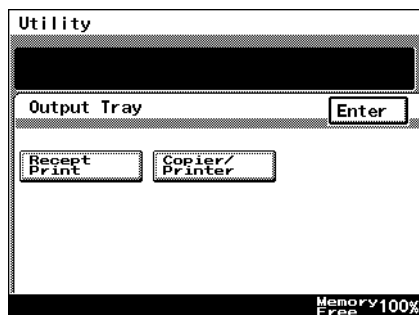 Utility
Output Tray
Enter
Recept
Print
Copier/
Printer
Memory
Free 100%